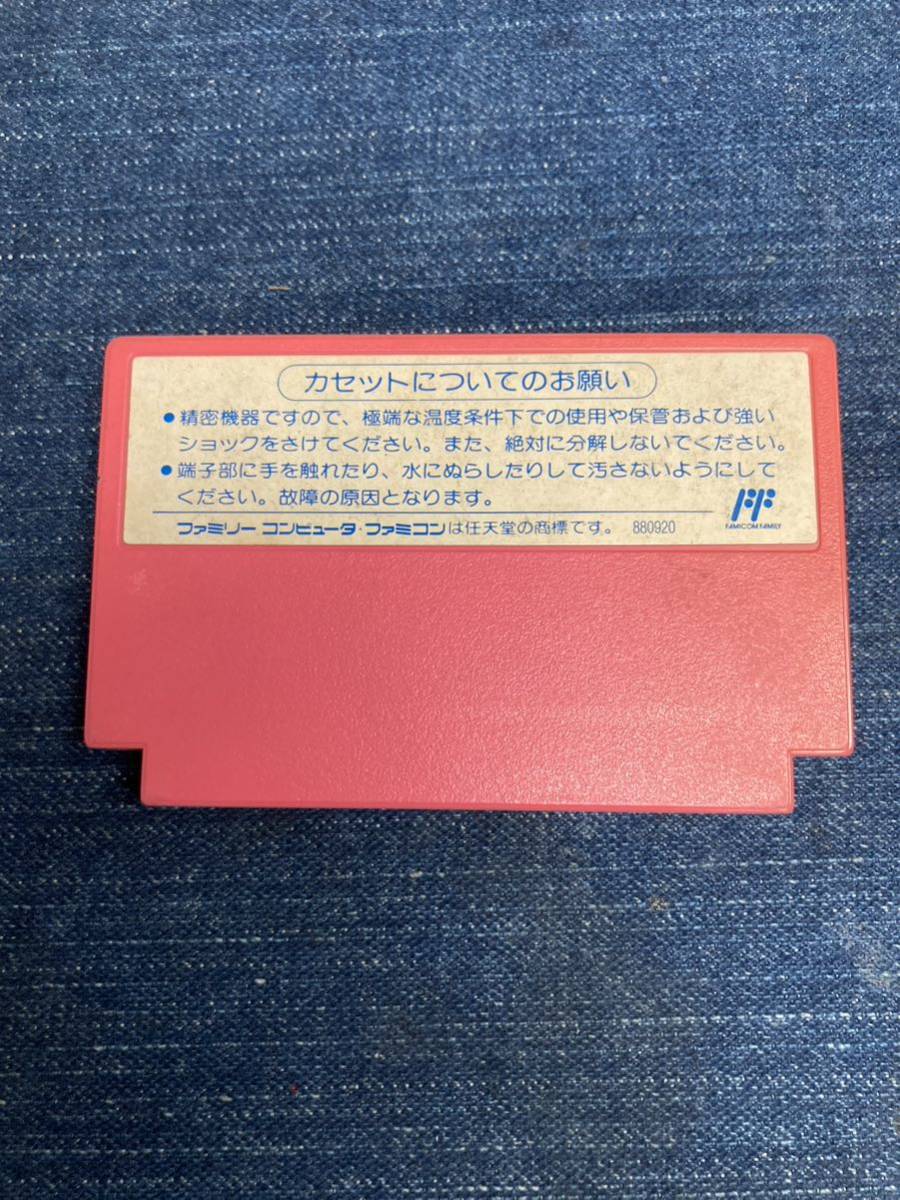 カセットについてのお願い
●精密機器ですので、極端な温度条件下での使用や保管および強い
ショックをさけてください。また、絶対に分解しないでください。
●端子部に手を触れたり、水にぬらしたりして汚さないようにして
ください。故障の原因となります。
ファミリー コンピュータ・ファミコンは任天堂の商標です。 880920
FF
FAMICOM FAMILY